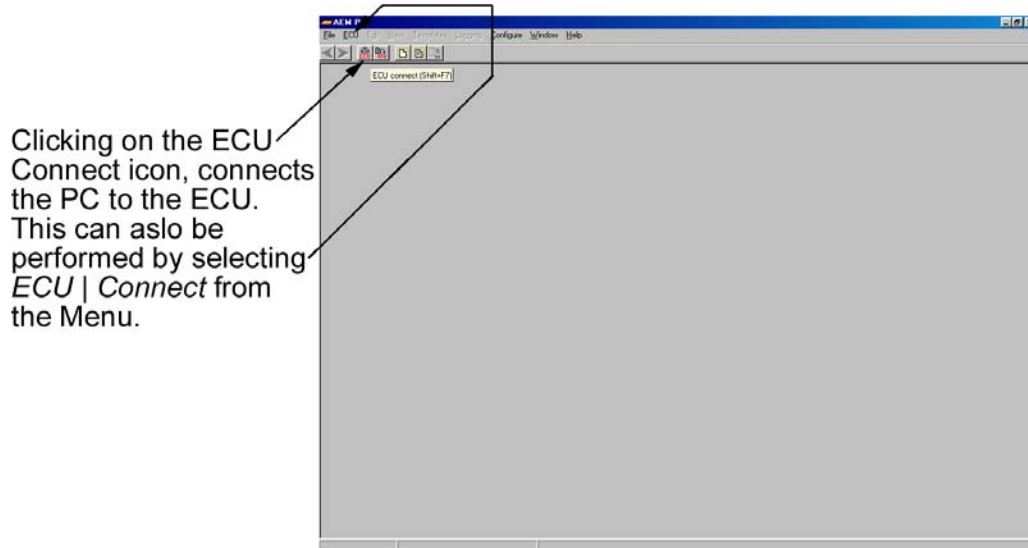 AEM P
File ECU Edit View Templates Logging Configure Window Help
ECU connect (Shift+F7)
Clicking on the ECU
Connect icon, connects
the PC to the ECU.
This can aslo be
performed by selecting
ECU | Connect from
the Menu.